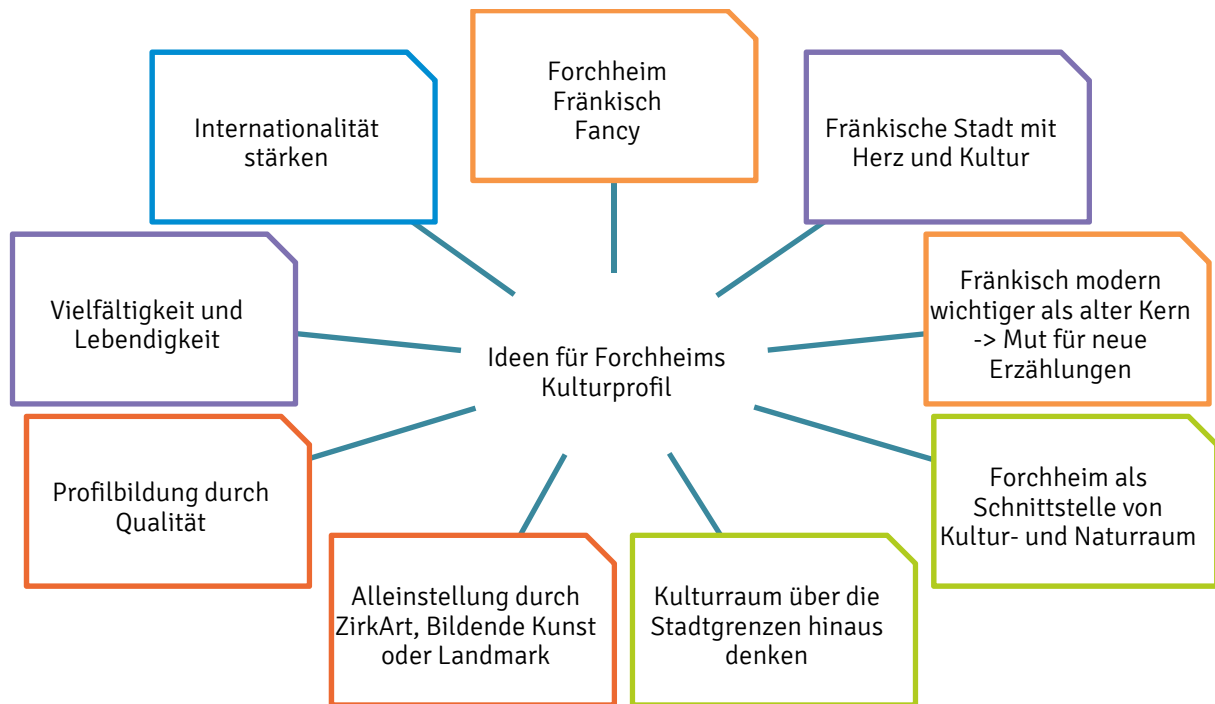 Forchheim
Fränkisch
Fancy
Internationalität
stärken
Fränkische Stadt mit
Herz und Kultur
Vielfältigkeit und
Lebendigkeit
Fränkisch modern
wichtiger als alter Kern
-> Mut für neue
Erzählungen
Ideen für Forchheims
Kulturprofil
Profilbildung durch
Qualität
Forchheim als
Schnittstelle von
Kultur- und Naturraum
Alleinstellung durch
ZirkArt, Bildende Kunst
oder Landmark
Kulturraum über die
Stadtgrenzen hinaus
denken